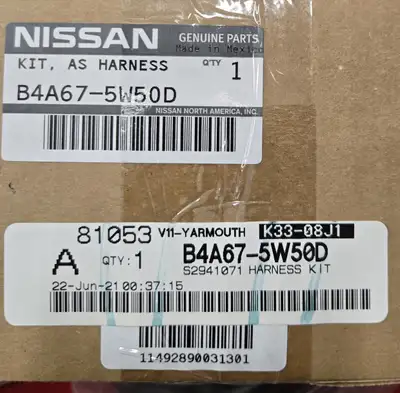 NISSAN GENUINE PARTS
Made in Mexico
KIT, AS HARNESS Q'TY 1
B4A67-5W50D
NISSAN NORTH AMERICA, INC.
81053 V11-YARMOUTH K33-08J1
A QTY: 1 B4A67-5W50D
S2941071 HARNESS KIT
22-Jun-21 00:37:15
11492890031301